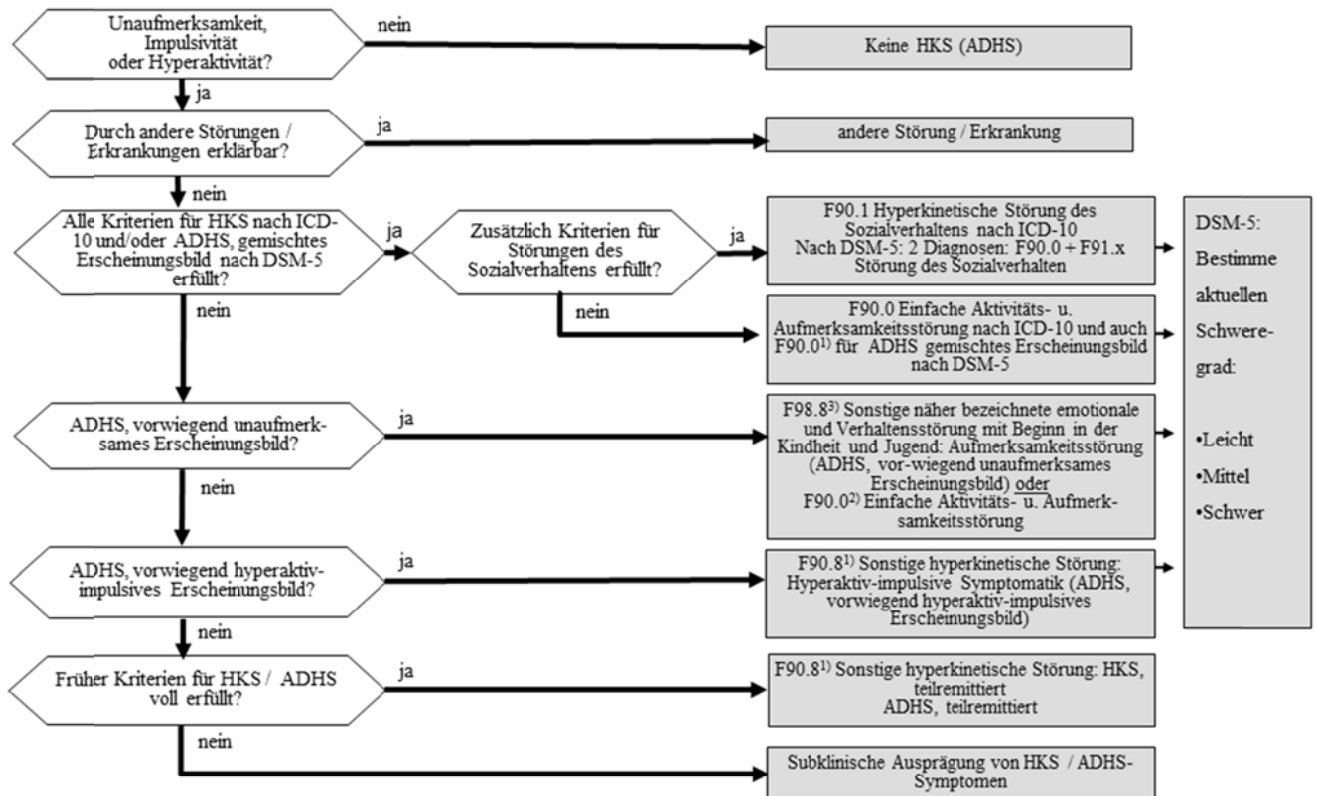 Unaufmerksamkeit,
Impulsivität
oder Hyperaktivität?
nein
Keine HKS (ADHS)
ja
Durch andere Störungen /
Erkrankungen erklärbar?
ja
andere Störung / Erkrankung
nein
Alle Kriterien für HKS nach ICD-
10 und/oder ADHS, gemischtes
Erscheinungsbild nach DSM-5
erfüllt?
ja
Zusätzlich Kriterien für
Störungen des
Sozialverhaltens erfüllt?
ja
F90.1 Hyperkinetische Störung des
Sozialverhaltens nach ICD-10
Nach DSM-5: 2 Diagnosen: F90.0 + F91.x
Störung des Sozialverhalten
nein
nein
F90.0 Einfache Aktivitäts- u.
Aufmerksamkeitsstörung nach ICD-10 und auch
F90.0¹⁾ für ADHS gemischtes Erscheinungsbild
nach DSM-5
DSM-5:
Bestimme
aktuellen
Schwere-
grad:
•Leicht
•Mittel
•Schwer
ADHS, vorwiegend unaufmerk-
sames Erscheinungsbild?
ja
F98.8³⁾ Sonstige näher bezeichnete emotionale
und Verhaltensstörung mit Beginn in der
Kindheit und Jugend: Aufmerksamkeitsstörung
(ADHS, vor-wiegend unaufmerksames
Erscheinungsbild) oder
F90.0²⁾ Einfache Aktivitäts- u. Aufmerk-
samkeitsstörung
nein
ADHS, vorwiegend hyperaktiv-
impulsives Erscheinungsbild?
ja
F90.8¹⁾ Sonstige hyperkinetische Störung:
Hyperaktiv-impulsive Symptomatik (ADHS,
vorwiegend hyperaktiv-impulsives
Erscheinungsbild)
nein
Früher Kriterien für HKS / ADHS
voll erfüllt?
ja
F90.8¹⁾ Sonstige hyperkinetische Störung: HKS,
teilremittiert
ADHS, teilremittiert
nein
Subklinische Ausprägung von HKS / ADHS-
Symptomen